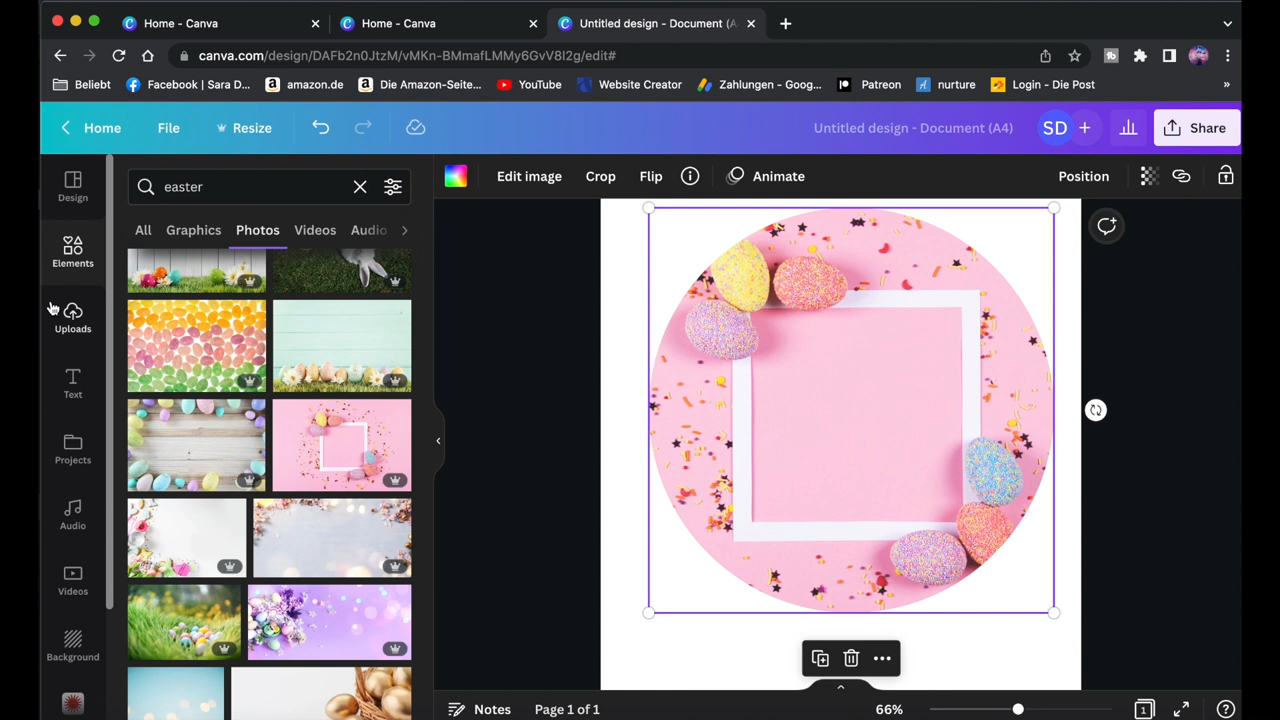 Home - Canva
Home - Canva
Untitled design - Document (A
canva.com/design/DAFb2n0JtzM/vMKn-BMmafLMMy6GvV8I2g/edit#
Beliebt
Facebook | Sara D...
amazon.de
Die Amazon-Seite...
YouTube
Website Creator
Zahlungen - Goog...
Patreon
nurture
Login - Die Post
»
Home
File
Resize
Untitled design - Document (A4)
SD
Share
Design
Elements
Uploads
Text
Projects
Audio
Videos
Background
easter
All
Graphics
Photos
Videos
Audio
Edit image
Crop
Flip
Animate
Position
Notes
Page 1 of 1
66%
1